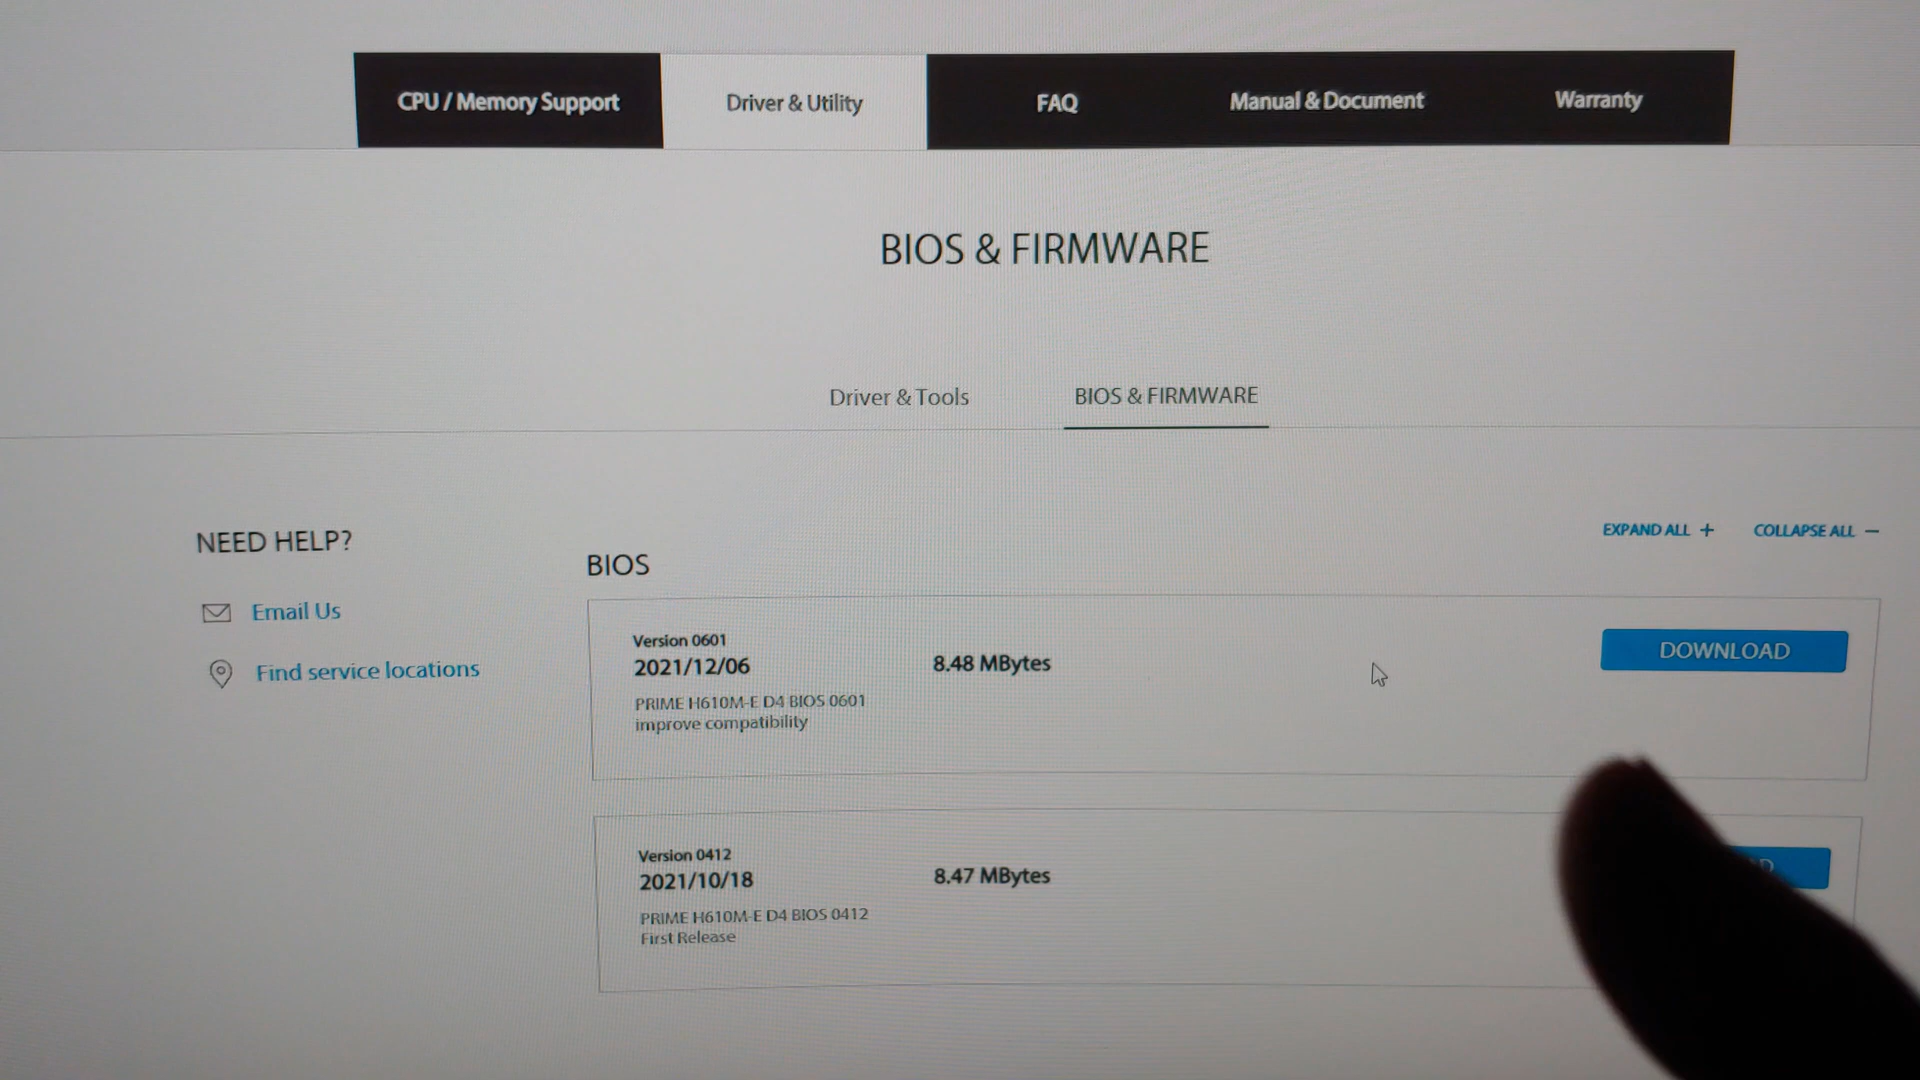 CPU / Memory Support
Driver & Utility
FAQ
Manual & Document
Warranty
BIOS & FIRMWARE
Driver & Tools
BIOS & FIRMWARE
NEED HELP?
Email Us
Find service locations
EXPAND ALL +
COLLAPSE ALL −
BIOS
Version 0601
2021/12/06
8.48 MBytes
DOWNLOAD
PRIME H610M-E D4 BIOS 0601
improve compatibility
Version 0412
2021/10/18
8.47 MBytes
PRIME H610M-E D4 BIOS 0412
First Release